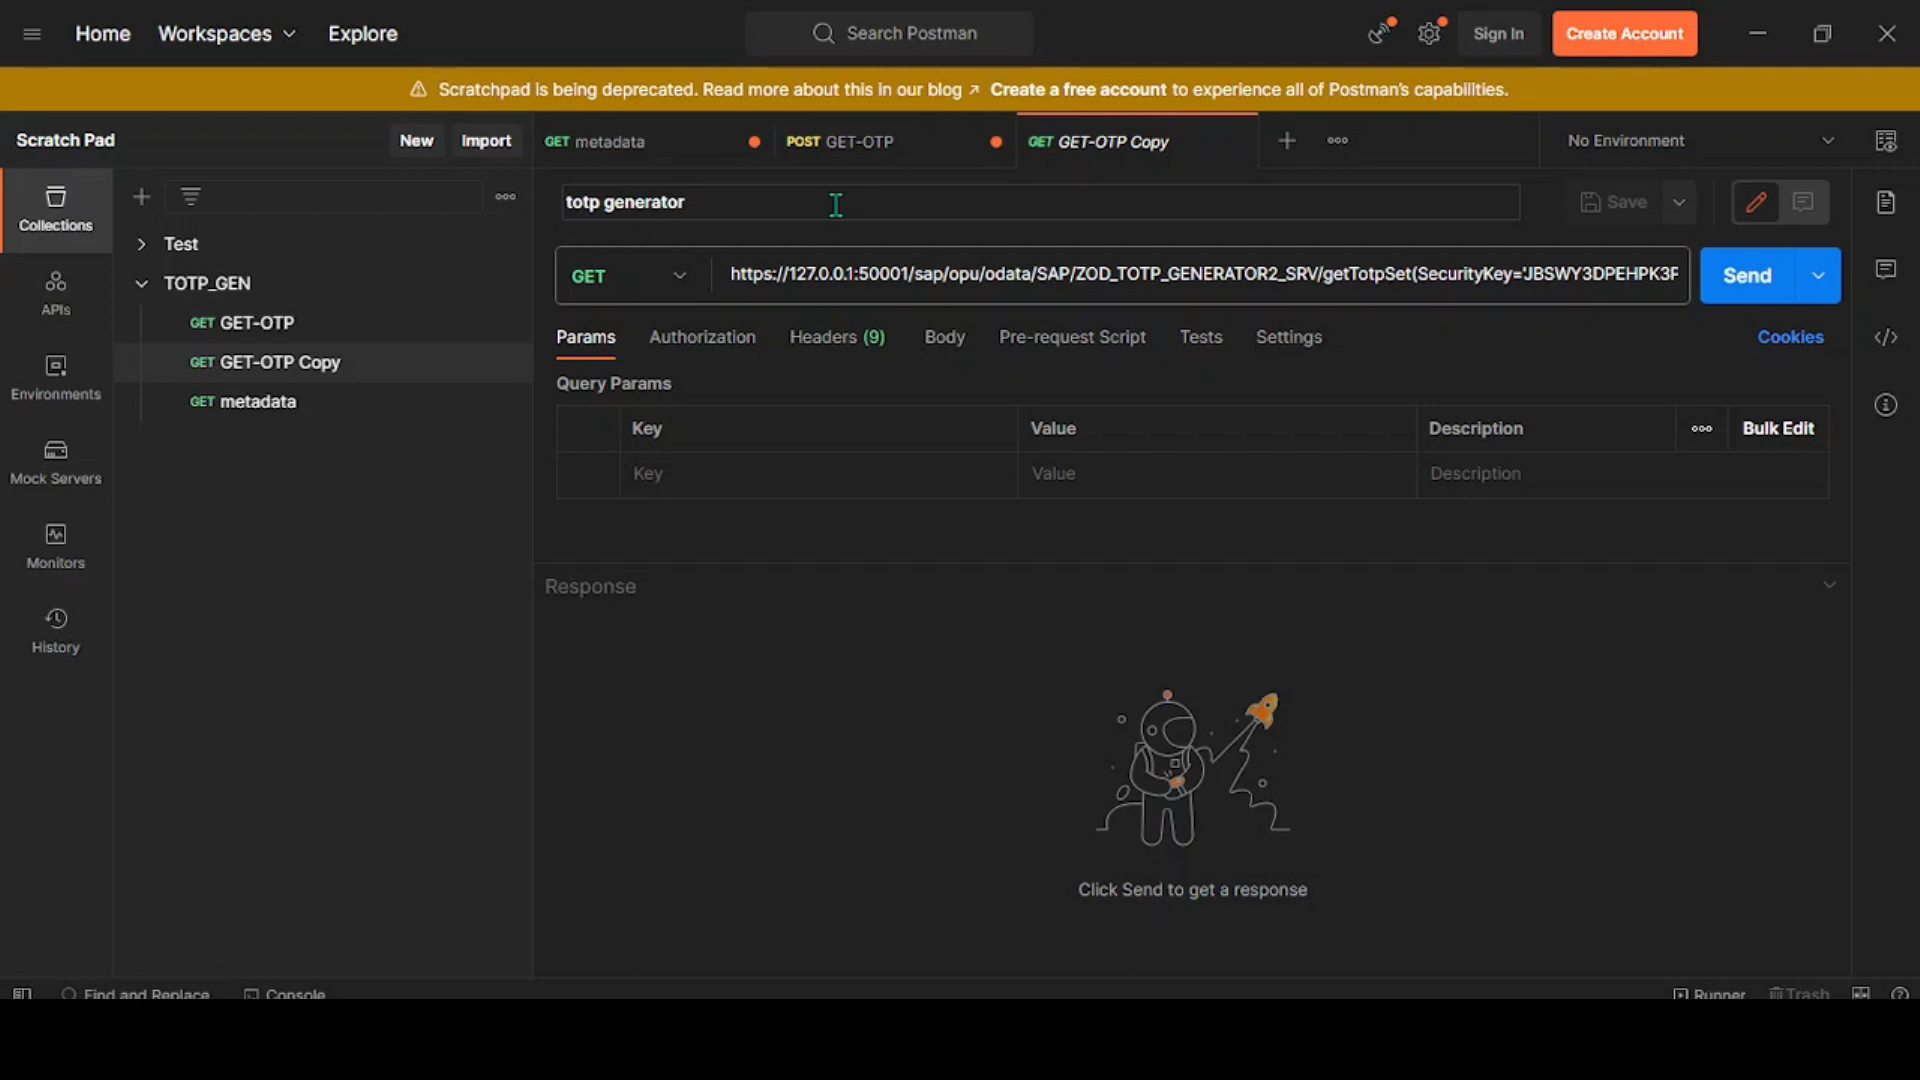 Home Workspaces Explore Search Postman Sign In Create Account
Scratchpad is being deprecated. Read more about this in our blog ↗ Create a free account to experience all of Postman's capabilities.
Scratch Pad New Import GET metadata POST GET-OTP GET GET-OTP Copy No Environment
totp generator Save
Collections
Test
TOTP_GEN
GET GET-OTP
GET GET-OTP Copy
GET metadata
APIs
Environments
Mock Servers
Monitors
History
GET https://127.0.0.1:50001/sap/opu/odata/SAP/ZOD_TOTP_GENERATOR2_SRV/getTotpSet(SecurityKey='JBSWY3DPEHPK3P Send
Params Authorization Headers (9) Body Pre-request Script Tests Settings Cookies
Query Params
Key Value Description Bulk Edit
Key Value Description
Response
Click Send to get a response
Find and Replace Console Runner Trash